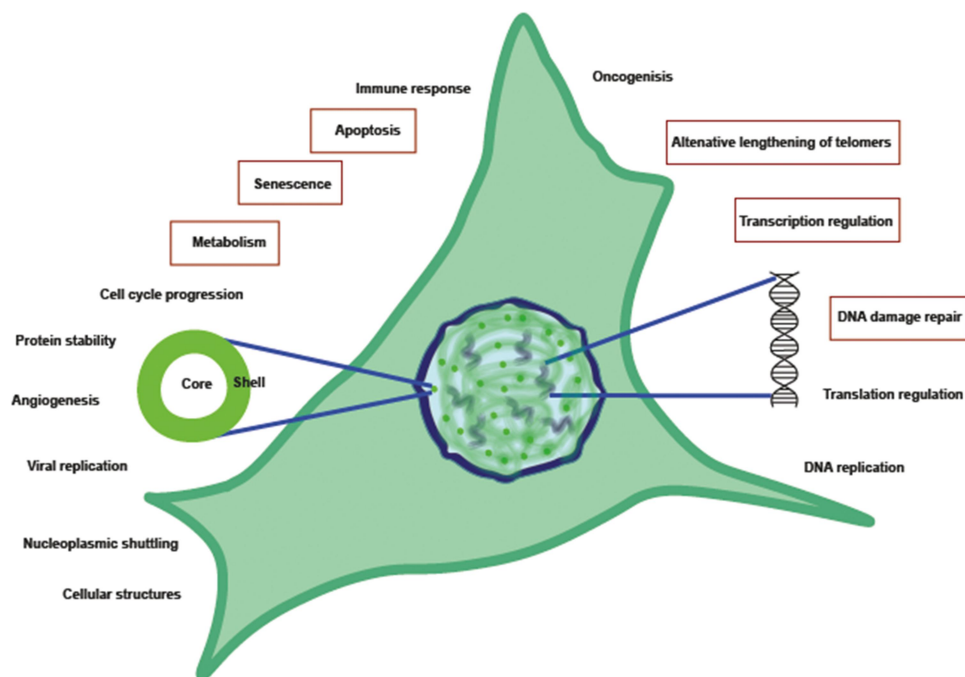 Oncogenisis
Immune response
Apoptosis
Altenative lengthening of telomers
Senescence
Transcription regulation
Metabolism
Cell cycle progression
DNA damage repair
Protein stability
Core
Shell
Translation regulation
Angiogenesis
Viral replication
DNA replication
Nucleoplasmic shuttling
Cellular structures